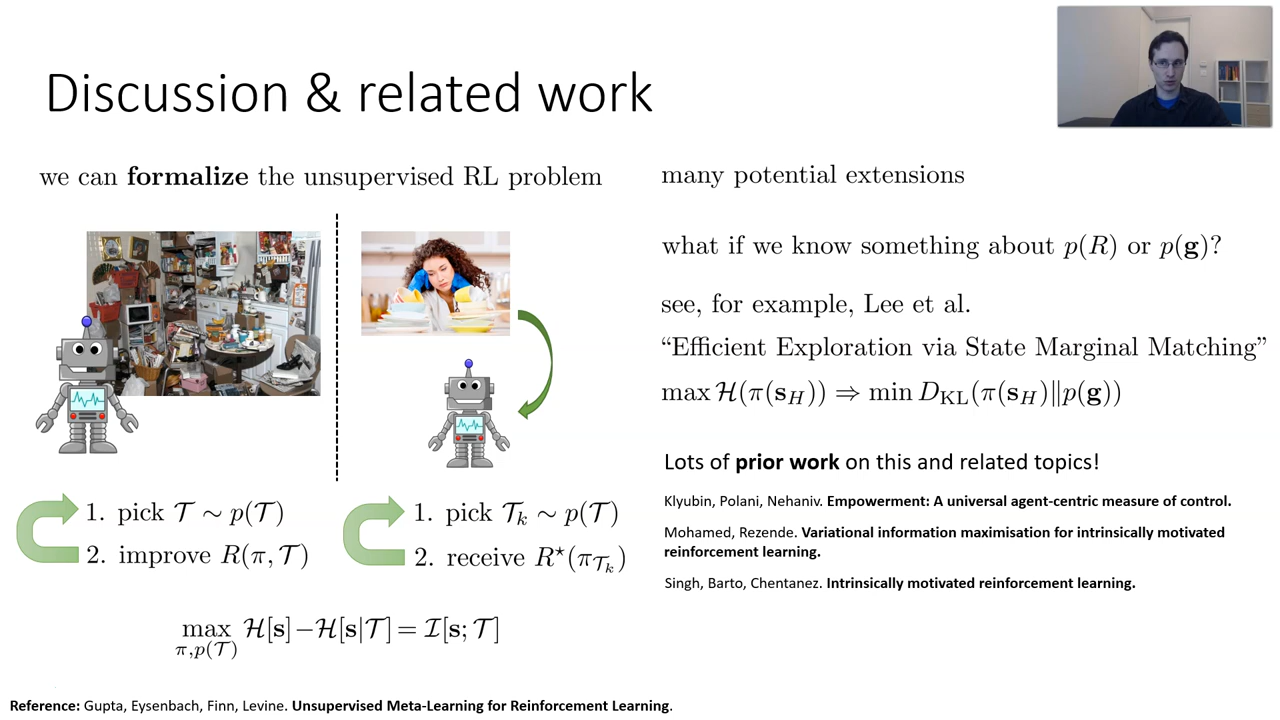 Discussion & related work
we can formalize the unsupervised RL problem
1. pick 𝒯 ∼ p(𝒯)
2. improve R(π, 𝒯)
1. pick 𝒯ₖ ∼ p(𝒯)
2. receive R⋆(π_𝒯ₖ)
max π,p(𝒯) ℋ[s] − ℋ[s|𝒯] = ℐ[s; 𝒯]
many potential extensions
what if we know something about p(R) or p(g)?
see, for example, Lee et al.
“Efficient Exploration via State Marginal Matching”
max ℋ(π(s_H)) ⇒ min D_KL(π(s_H)‖p(g))
Lots of prior work on this and related topics!
Klyubin, Polani, Nehaniv. Empowerment: A universal agent-centric measure of control.
Mohamed, Rezende. Variational information maximisation for intrinsically motivated
reinforcement learning.
Singh, Barto, Chentanez. Intrinsically motivated reinforcement learning.
Reference: Gupta, Eysenbach, Finn, Levine. Unsupervised Meta-Learning for Reinforcement Learning.